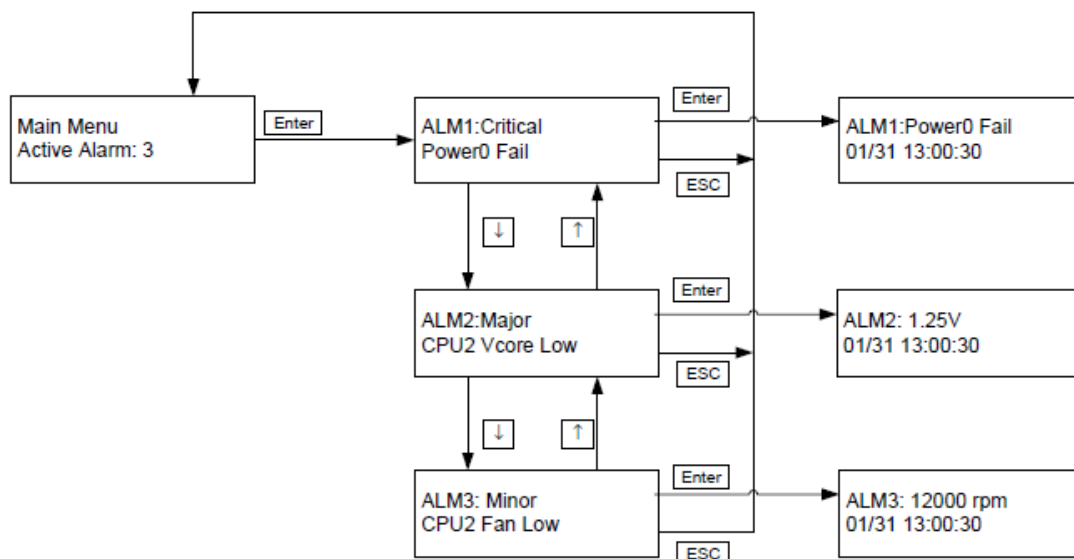 Main Menu
Active Alarm: 3
Enter
ALM1:Critical
Power0 Fail
Enter
ESC
ALM1:Power0 Fail
01/31 13:00:30
↓
↑
ALM2:Major
CPU2 Vcore Low
Enter
ESC
ALM2: 1.25V
01/31 13:00:30
↓
↑
ALM3: Minor
CPU2 Fan Low
Enter
ESC
ALM3: 12000 rpm
01/31 13:00:30